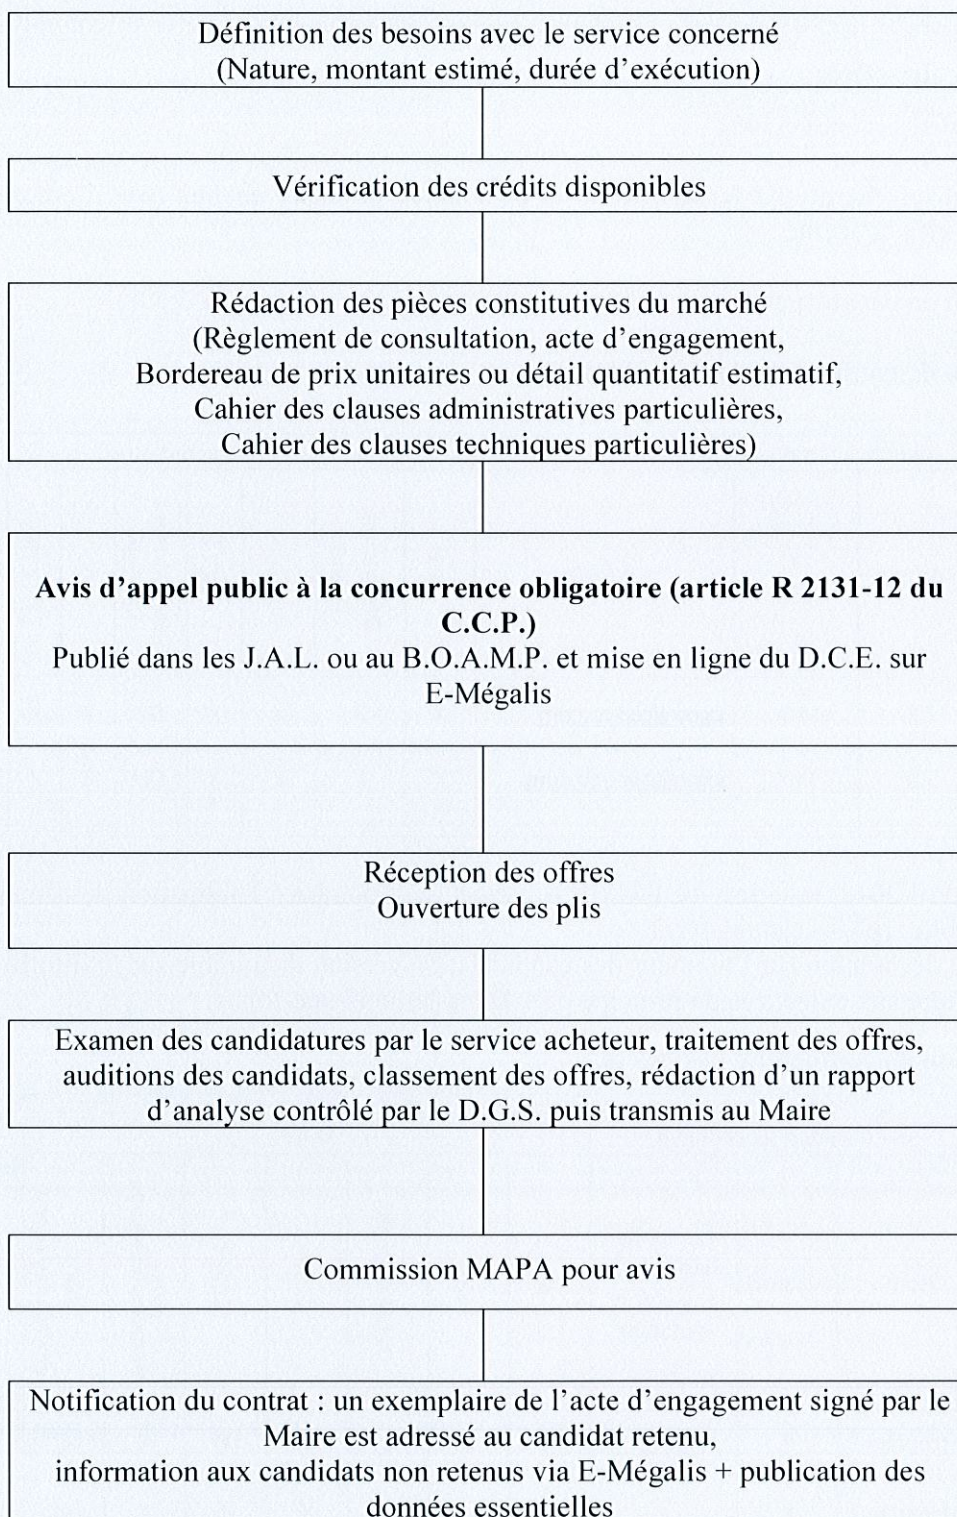 Définition des besoins avec le service concerné
(Nature, montant estimé, durée d’exécution)
Vérification des crédits disponibles
Rédaction des pièces constitutives du marché
(Règlement de consultation, acte d’engagement,
Bordereau de prix unitaires ou détail quantitatif estimatif,
Cahier des clauses administratives particulières,
Cahier des clauses techniques particulières)
Avis d’appel public à la concurrence obligatoire (article R 2131-12 du
C.C.P.)
Publié dans les J.A.L. ou au B.O.A.M.P. et mise en ligne du D.C.E. sur
E-Mégalis
Réception des offres
Ouverture des plis
Examen des candidatures par le service acheteur, traitement des offres,
auditions des candidats, classement des offres, rédaction d’un rapport
d’analyse contrôlé par le D.G.S. puis transmis au Maire
Commission MAPA pour avis
Notification du contrat : un exemplaire de l’acte d’engagement signé par le
Maire est adressé au candidat retenu,
information aux candidats non retenus via E-Mégalis + publication des
données essentielles